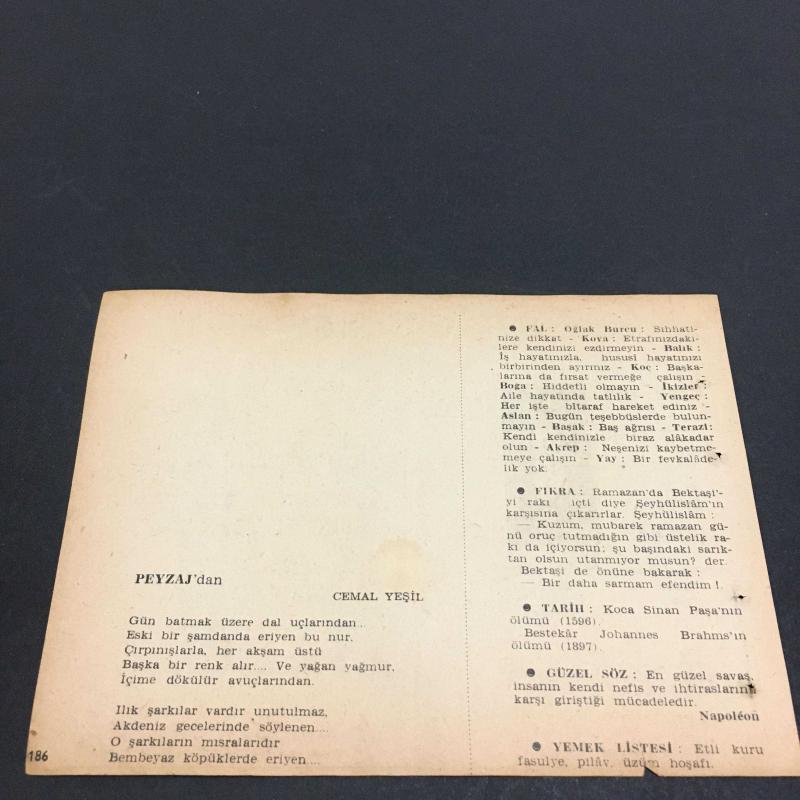 PEYZAJ'dan
CEMAL YEŞİL
Gün batmak üzere dal uçlarından..
Eski bir şamdanda eriyen bu nur,
Çırpınışlarla, her akşam üstü
Başka bir renk alır.... Ve yağan yağmur,
İçime dökülür avuçlarından.
Ilık şarkılar vardır unutulmaz,
Akdeniz gecelerinde söylenen....
O şarkıların mısralarıdır
Bembeyaz köpüklerde eriyen....
186
● FAL : Oğlak Burcu : Sıhhati-
nize dikkat - Kova : Etrafınızdaki-
lere kendinizi ezdirmeyin - Balık :
İş hayatınızla, hususî hayatınızı
birbirinden ayırınız - Koç : Başka-
larına da fırsat vermeğe çalışın -
Boğa : Hiddetli olmayın - İkizler :
Aile hayatında tatlılık - Yengeç :
Her işte bîtaraf hareket ediniz -
Aslan : Bugün teşebbüslerde bulun-
mayın - Başak : Baş ağrısı - Terazi:
Kendi kendinizle biraz alâkadar
olun - Akrep : Neşenizi kaybetme-
meye çalışın - Yay : Bir fevkalâde-
lik yok.
● FIKRA : Ramazan'da Bektaşî'-
yi rakı içti diye Şeyhülislâm'ın
karşısına çıkarırlar. Şeyhülislâm :
— Kuzum, mubarek ramazan gü-
nü oruç tutmadığın gibi üstelik ra-
kı da içiyorsun; şu başındaki sarık-
tan olsun utanmıyor musun? der.
Bektaşi de önüne bakarak :
— Bir daha sarmam efendim !.
● TARİH : Koca Sinan Paşa'nın
ölümü (1596).
Bestekâr Johannes Brahms'ın
ölümü (1897).
● GÜZEL SÖZ : En güzel savaş,
insanın kendi nefis ve ihtiraslarına
karşı giriştiği mücadeledir.
Napoléon
● YEMEK LİSTESİ : Etli kuru
fasulye, pilâv, üzüm hoşafı.